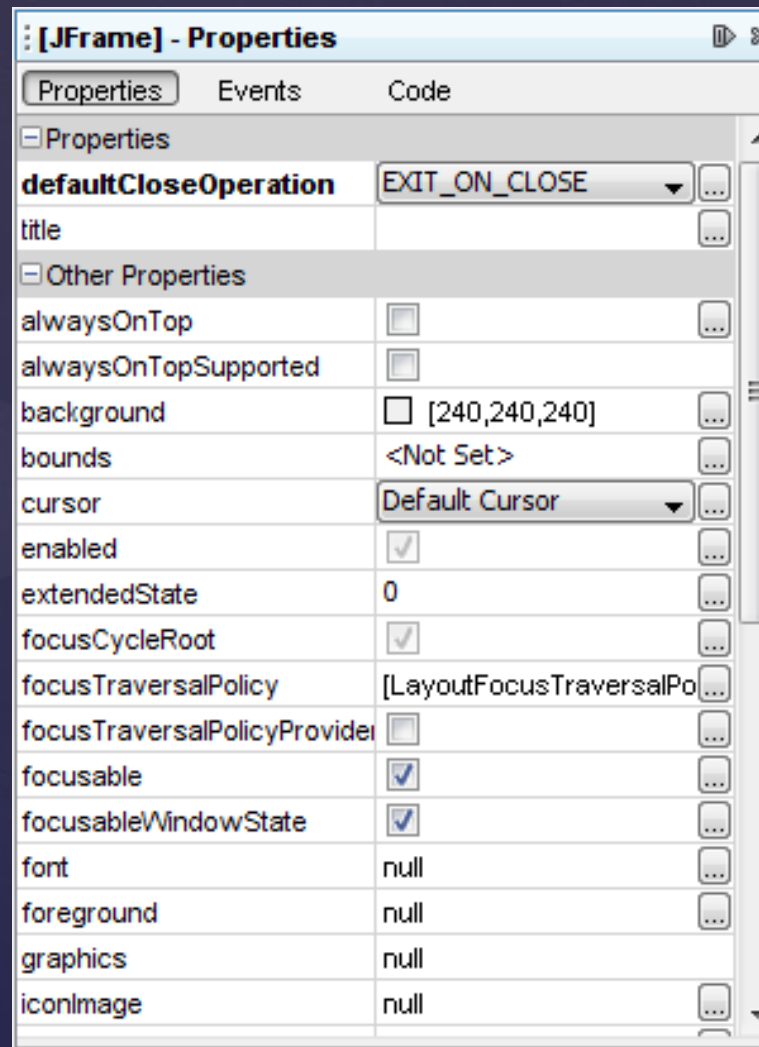 [JFrame] - Properties
Properties Events Code
Properties
defaultCloseOperation EXIT_ON_CLOSE ...
title ...
Other Properties
alwaysOnTop ...
alwaysOnTopSupported
background [240,240,240] ...
bounds <Not Set> ...
cursor Default Cursor ...
enabled ...
extendedState 0 ...
focusCycleRoot ...
focusTraversalPolicy [LayoutFocusTraversalPo ...
focusTraversalPolicyProvider ...
focusable ...
focusableWindowState ...
font null ...
foreground null ...
graphics null
iconImage null ...